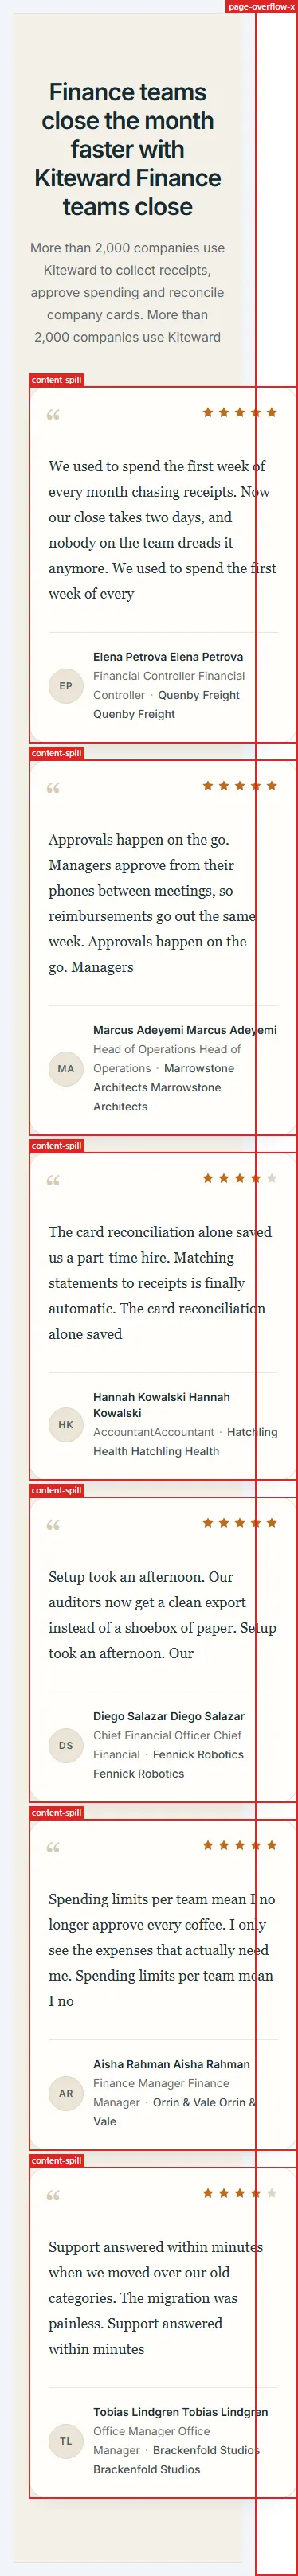 page-overflow-x
Finance teams
close the month
faster with
Kiteward Finance
teams close
More than 2,000 companies use
Kiteward to collect receipts,
approve spending and reconcile
company cards. More than
2,000 companies use Kiteward
content-spill
“
We used to spend the first week of
every month chasing receipts. Now
our close takes two days, and
nobody on the team dreads it
anymore. We used to spend the first
week of every
EP
Elena Petrova Elena Petrova
Financial Controller Financial
Controller · Quenby Freight
Quenby Freight
content-spill
“
Approvals happen on the go.
Managers approve from their
phones between meetings, so
reimbursements go out the same
week. Approvals happen on the
go. Managers
MA
Marcus Adeyemi Marcus Adeyemi
Head of Operations Head of
Operations · Marrowstone
Architects Marrowstone
Architects
content-spill
“
The card reconciliation alone saved
us a part-time hire. Matching
statements to receipts is finally
automatic. The card reconciliation
alone saved
HK
Hannah Kowalski Hannah
Kowalski
AccountantAccountant · Hatchling
Health Hatchling Health
content-spill
“
Setup took an afternoon. Our
auditors now get a clean export
instead of a shoebox of paper. Setup
took an afternoon. Our
DS
Diego Salazar Diego Salazar
Chief Financial Officer Chief
Financial · Fennick Robotics
Fennick Robotics
content-spill
“
Spending limits per team mean I no
longer approve every coffee. I only
see the expenses that actually need
me. Spending limits per team mean
I no
AR
Aisha Rahman Aisha Rahman
Finance Manager Finance
Manager · Orrin & Vale Orrin &
Vale
content-spill
“
Support answered within minutes
when we moved over our old
categories. The migration was
painless. Support answered
within minutes
TL
Tobias Lindgren Tobias Lindgren
Office Manager Office
Manager · Brackenfold Studios
Brackenfold Studios